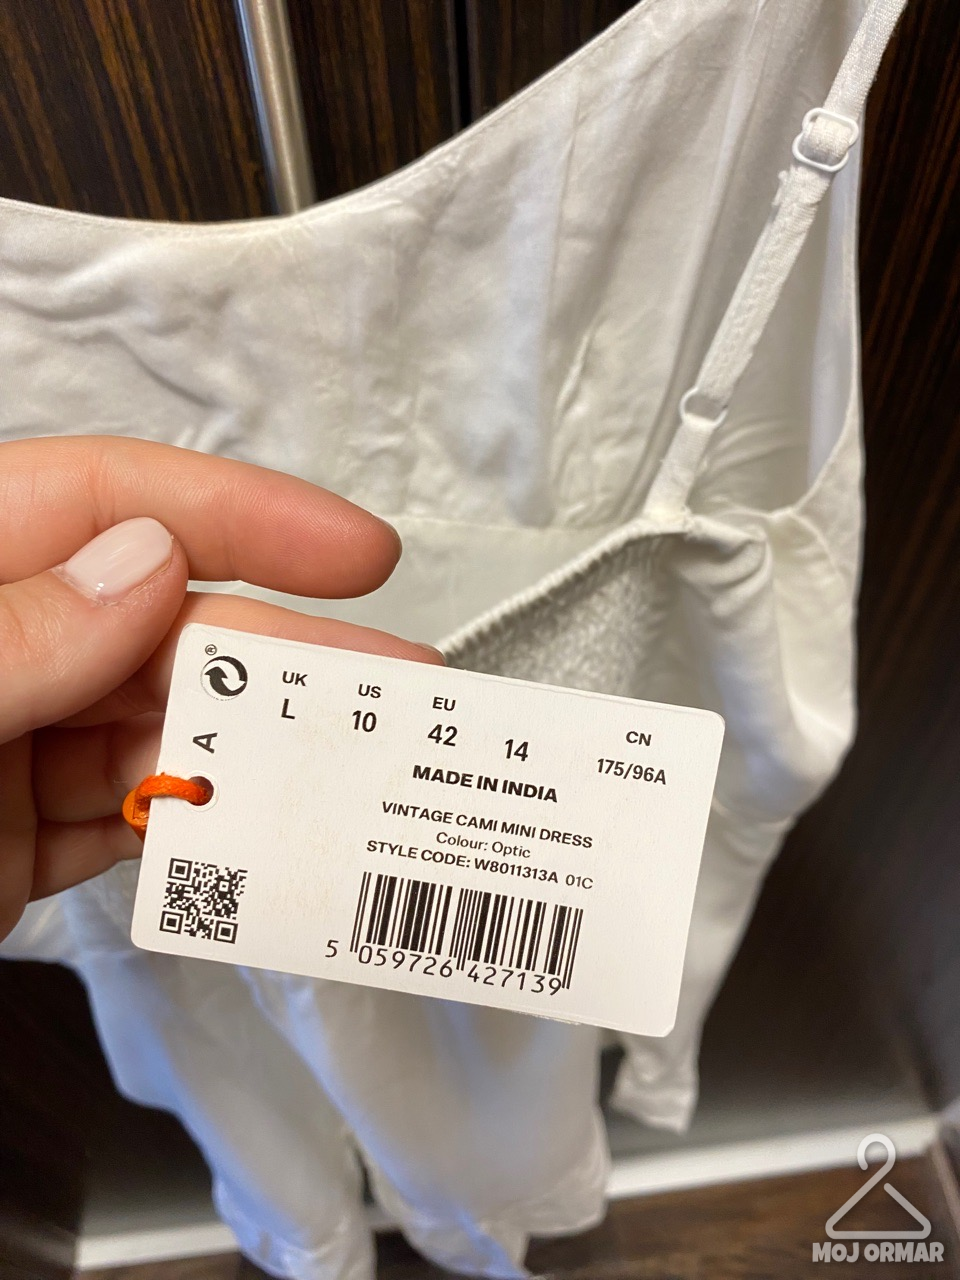 ®
UK US EU CN
L 10 42 14 175/96A
A
MADE IN INDIA
VINTAGE CAMI MINI DRESS
Colour: Optic
STYLE CODE: W8011313A 01C
5 059726 427139
MOJ ORMAR